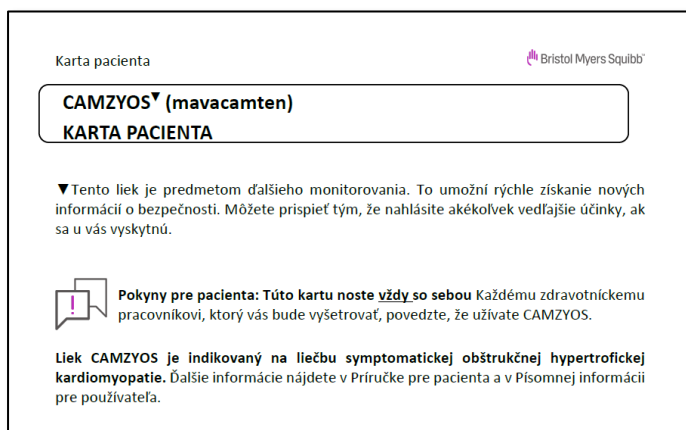 Karta pacienta
Bristol Myers Squibb™
CAMZYOS▼ (mavacamten)
KARTA PACIENTA
▼Tento liek je predmetom ďalšieho monitorovania. To umožní rýchle získanie nových
informácií o bezpečnosti. Môžete prispieť tým, že nahlásite akékoľvek vedľajšie účinky, ak
sa u vás vyskytnú.
!
Pokyny pre pacienta: Túto kartu noste vždy so sebou Každému zdravotníckemu
pracovníkovi, ktorý vás bude vyšetrovať, povedzte, že užívate CAMZYOS.
Liek CAMZYOS je indikovaný na liečbu symptomatickej obštrukčnej hypertrofickej
kardiomyopatie. Ďalšie informácie nájdete v Príručke pre pacienta a v Písomnej informácii
pre používateľa.